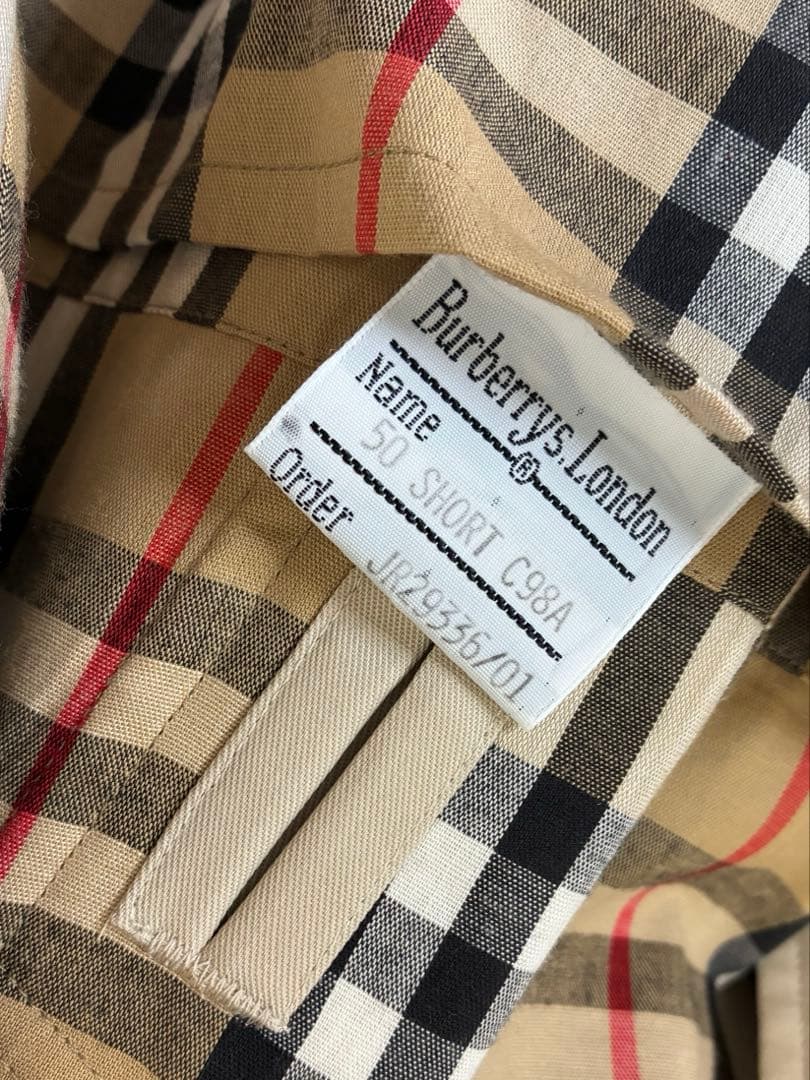 Burberrys.London
®
Name
50 SHORT C98A
Order
JR29336/01